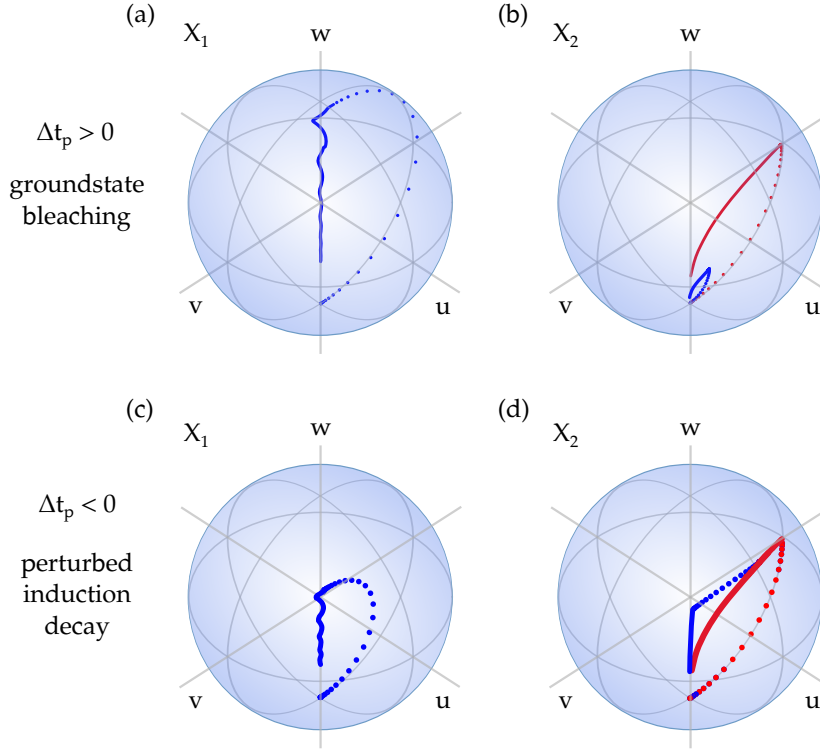 (a)
X₁
w
(b)
X₂
w
Δtₚ > 0
groundstate
bleaching
v
u
v
u
(c)
X₁
w
(d)
X₂
w
Δtₚ < 0
perturbed
induction
decay
v
u
v
u